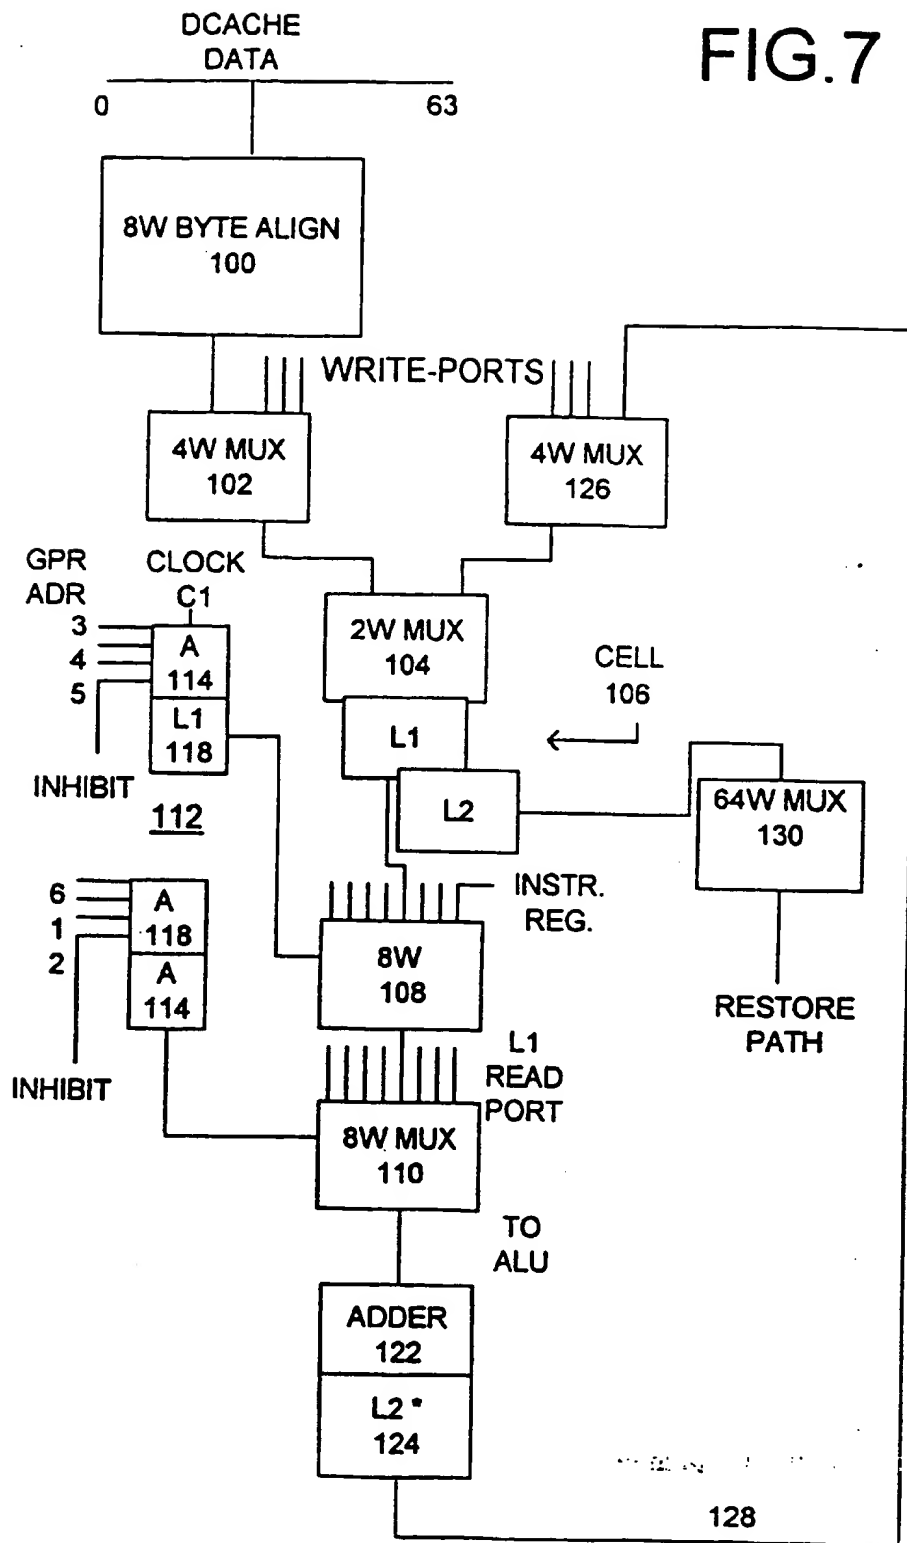 DCACHE
DATA
FIG.7
0
63
8W BYTE ALIGN
100
WRITE-PORTS
4W MUX
102
4W MUX
126
GPR
ADR
CLOCK
C1
3
4
5
A
114
L1
118
INHIBIT
112
2W MUX
104
L1
L2
CELL
106
64W MUX
130
RESTORE
PATH
6
1
2
A
118
A
114
INHIBIT
INSTR.
REG.
8W
108
L1
READ
PORT
8W MUX
110
TO
ALU
ADDER
122
L2 *
124
128